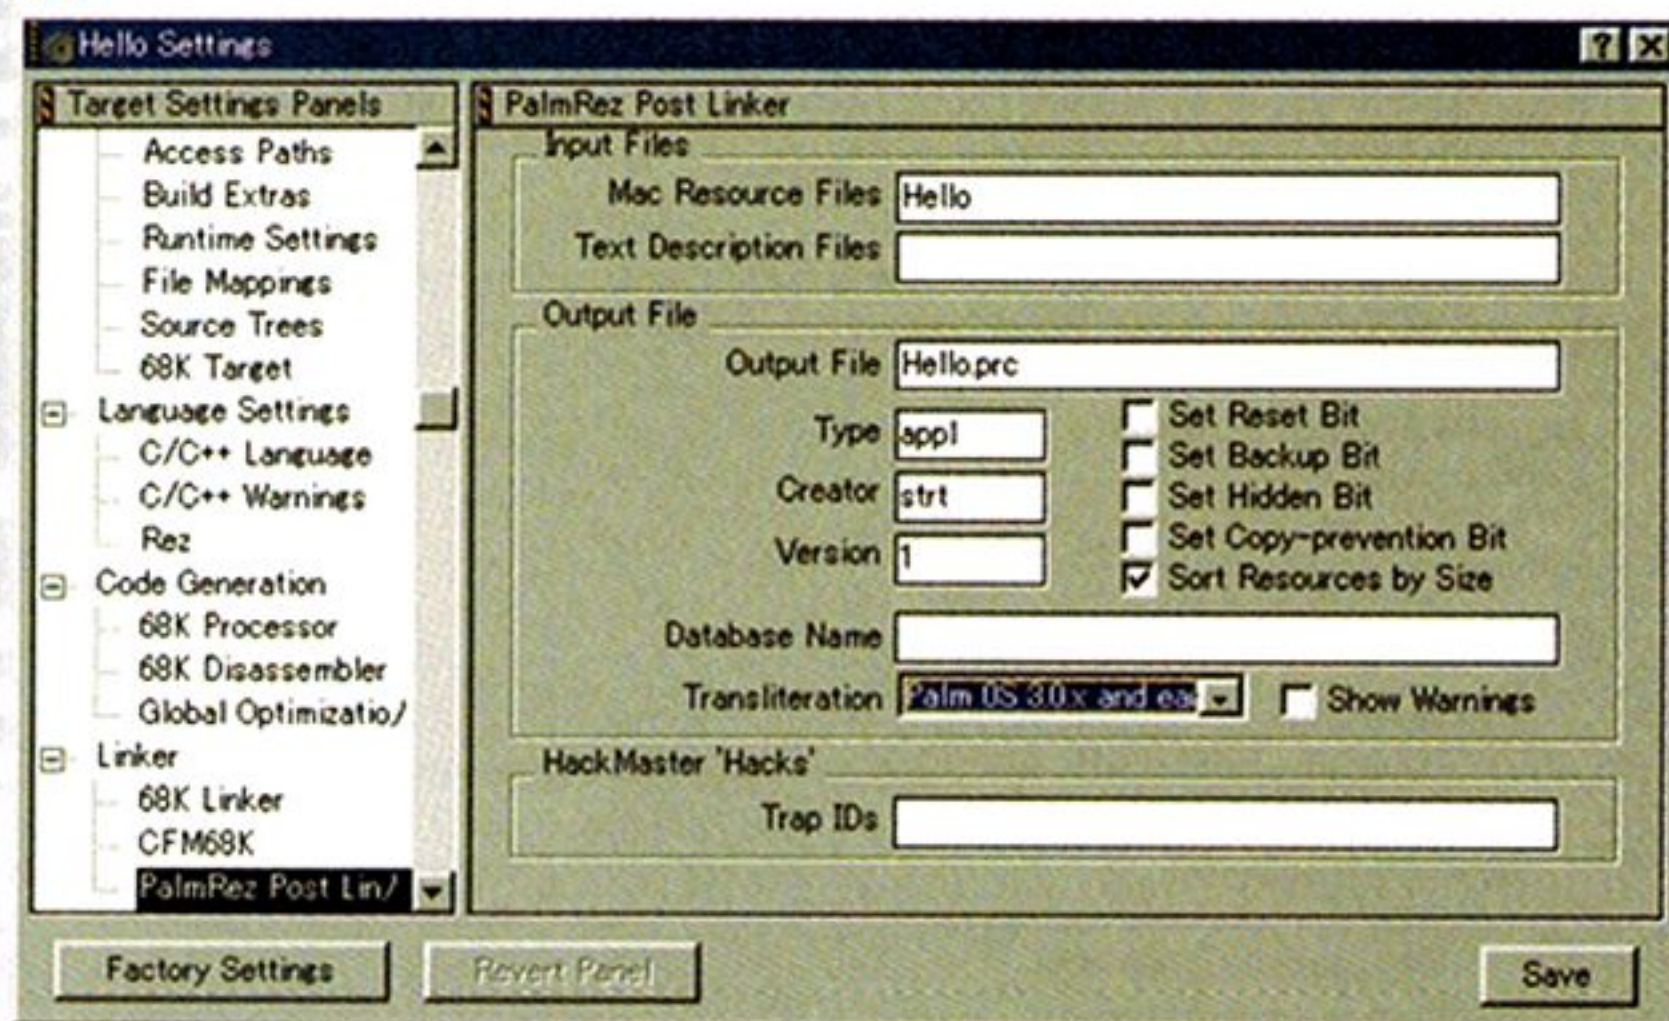 Hello Settings
Target Settings Panels
Access Paths
Build Extras
Runtime Settings
File Mappings
Source Trees
68K Target
Language Settings
C/C++ Language
C/C++ Warnings
Rez
Code Generation
68K Processor
68K Disassembler
Global Optimizatio/
Linker
68K Linker
CFM68K
PalmRez Post Lin/
PalmRez Post Linker
Input Files
Mac Resource Files Hello
Text Description Files
Output File
Output File Hello.prc
Type appl
Creator strt
Version 1
Set Reset Bit
Set Backup Bit
Set Hidden Bit
Set Copy-prevention Bit
Sort Resources by Size
Database Name
Transliteration Palm OS 3.0.x and ear
Show Warnings
HackMaster 'Hacks'
Trap IDs
Factory Settings
Revert Panel
Save